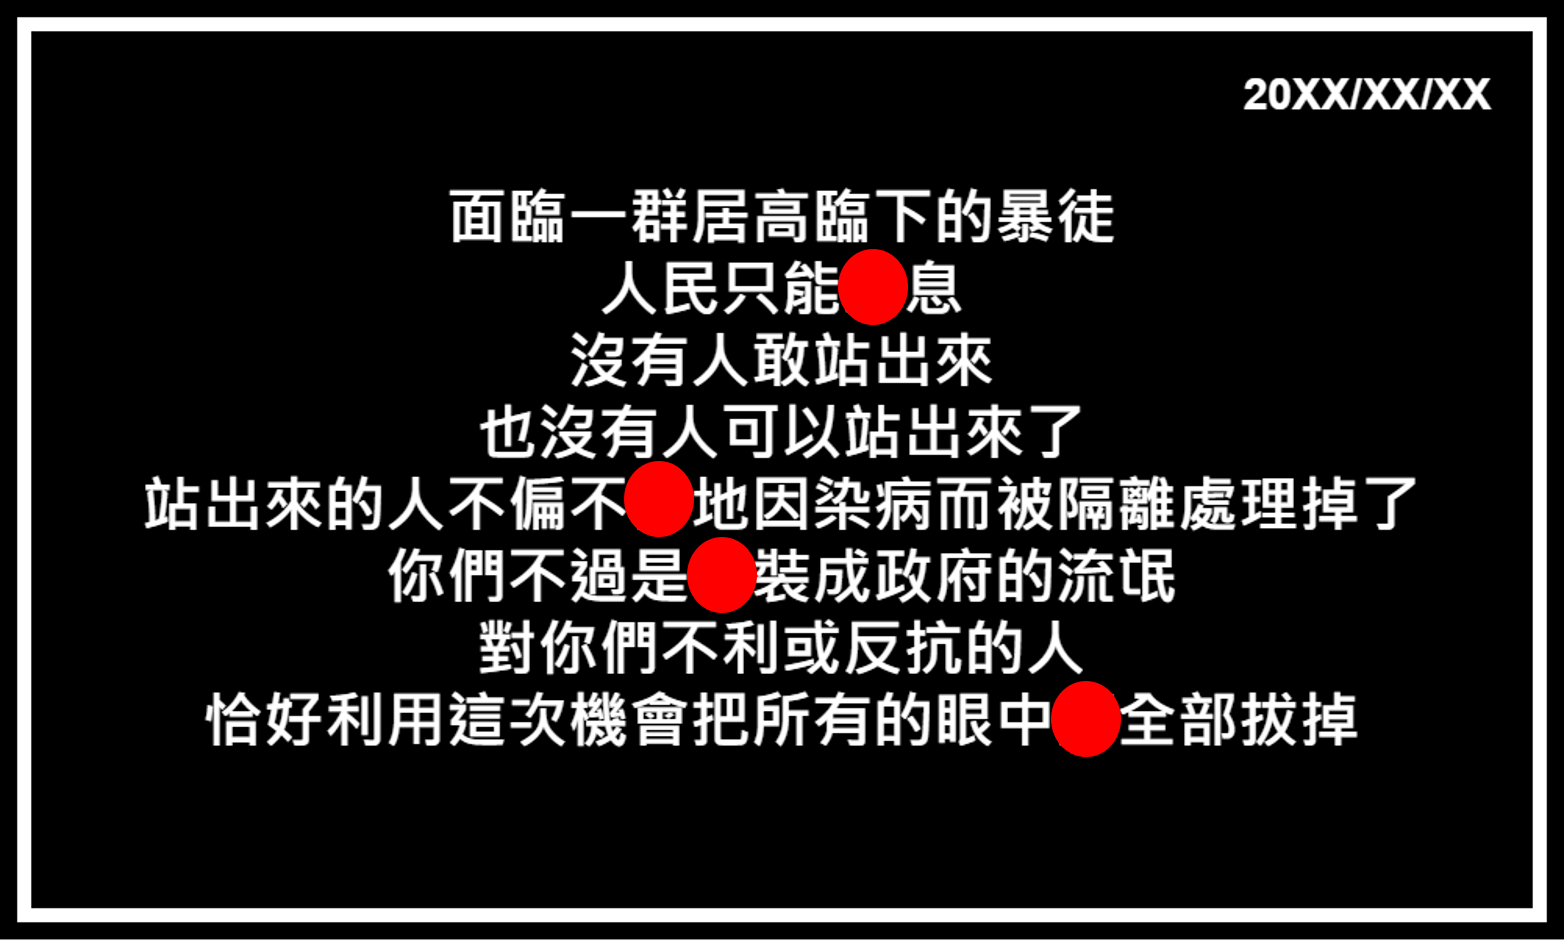 20XX/XX/XX
面臨一群居高臨下的暴徒
人民只能 息
沒有人敢站出來
也沒有人可以站出來了
站出來的人不偏不 地因染病而被隔離處理掉了
你們不過是 裝成政府的流氓
對你們不利或反抗的人
恰好利用這次機會把所有的眼中 全部拔掉